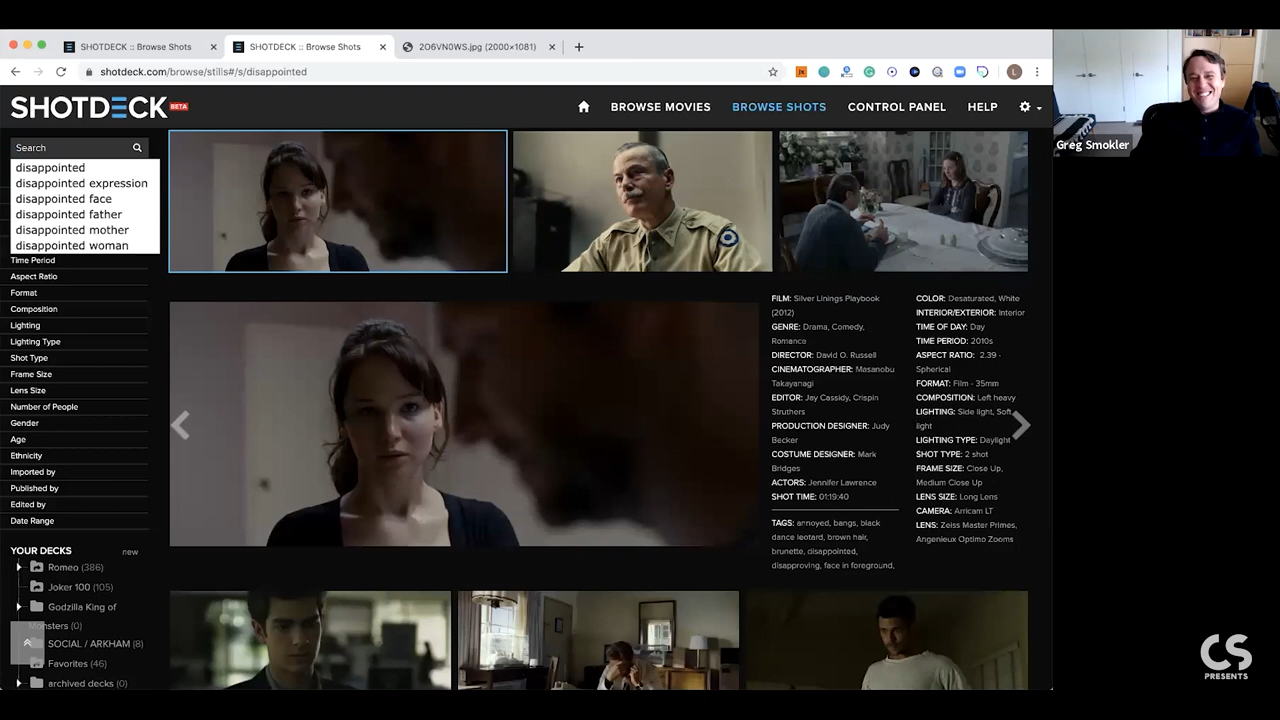 SHOTDECK :: Browse Shots
SHOTDECK :: Browse Shots
2O6VN0WS.jpg (2000×1081)
shotdeck.com/browse/stills#/s/disappointed
L
SHOTDECK BETA
BROWSE MOVIES
BROWSE SHOTS
CONTROL PANEL
HELP
Search
disappointed
disappointed expression
disappointed face
disappointed father
disappointed mother
disappointed woman
Time Period
Aspect Ratio
Format
Composition
Lighting
Lighting Type
Shot Type
Frame Size
Lens Size
Number of People
Gender
Age
Ethnicity
Imported by
Published by
Edited by
Date Range
YOUR DECKS new
Romeo (386)
Joker 100 (105)
Godzilla King of
Monsters (0)
SOCIAL / ARKHAM (8)
Favorites (46)
archived decks (0)
FILM: Silver Linings Playbook
(2012)
GENRE: Drama, Comedy,
Romance
DIRECTOR: David O. Russell
CINEMATOGRAPHER: Masanobu
Takayanagi
EDITOR: Jay Cassidy, Crispin
Struthers
PRODUCTION DESIGNER: Judy
Becker
COSTUME DESIGNER: Mark
Bridges
ACTORS: Jennifer Lawrence
SHOT TIME: 01:19:40
TAGS: annoyed, bangs, black
dance leotard, brown hair,
brunette, disappointed,
disapproving, face in foreground,
COLOR: Desaturated, White
INTERIOR/EXTERIOR: Interior
TIME OF DAY: Day
TIME PERIOD: 2010s
ASPECT RATIO: 2.39 -
Spherical
FORMAT: Film - 35mm
COMPOSITION: Left heavy
LIGHTING: Side light, Soft
light
LIGHTING TYPE: Daylight
SHOT TYPE: 2 shot
FRAME SIZE: Close Up,
Medium Close Up
LENS SIZE: Long Lens
CAMERA: Arricam LT
LENS: Zeiss Master Primes,
Angenieux Optimo Zooms
Greg Smokler
CS
PRESENTS